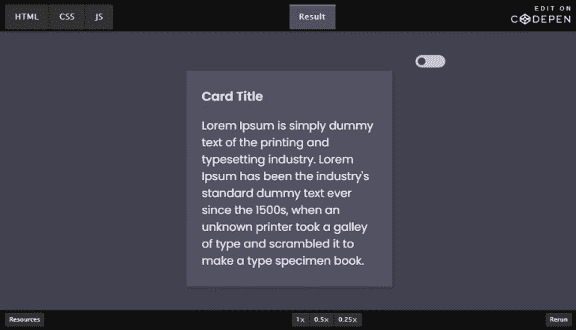 HTML CSS JS Result EDIT ON
CODEPEN
Card Title
Lorem Ipsum is simply dummy
text of the printing and
typesetting industry. Lorem
Ipsum has been the industry's
standard dummy text ever
since the 1500s, when an
unknown printer took a galley
of type and scrambled it to
make a type specimen book.
Resources 1x 0.5x 0.25x Rerun